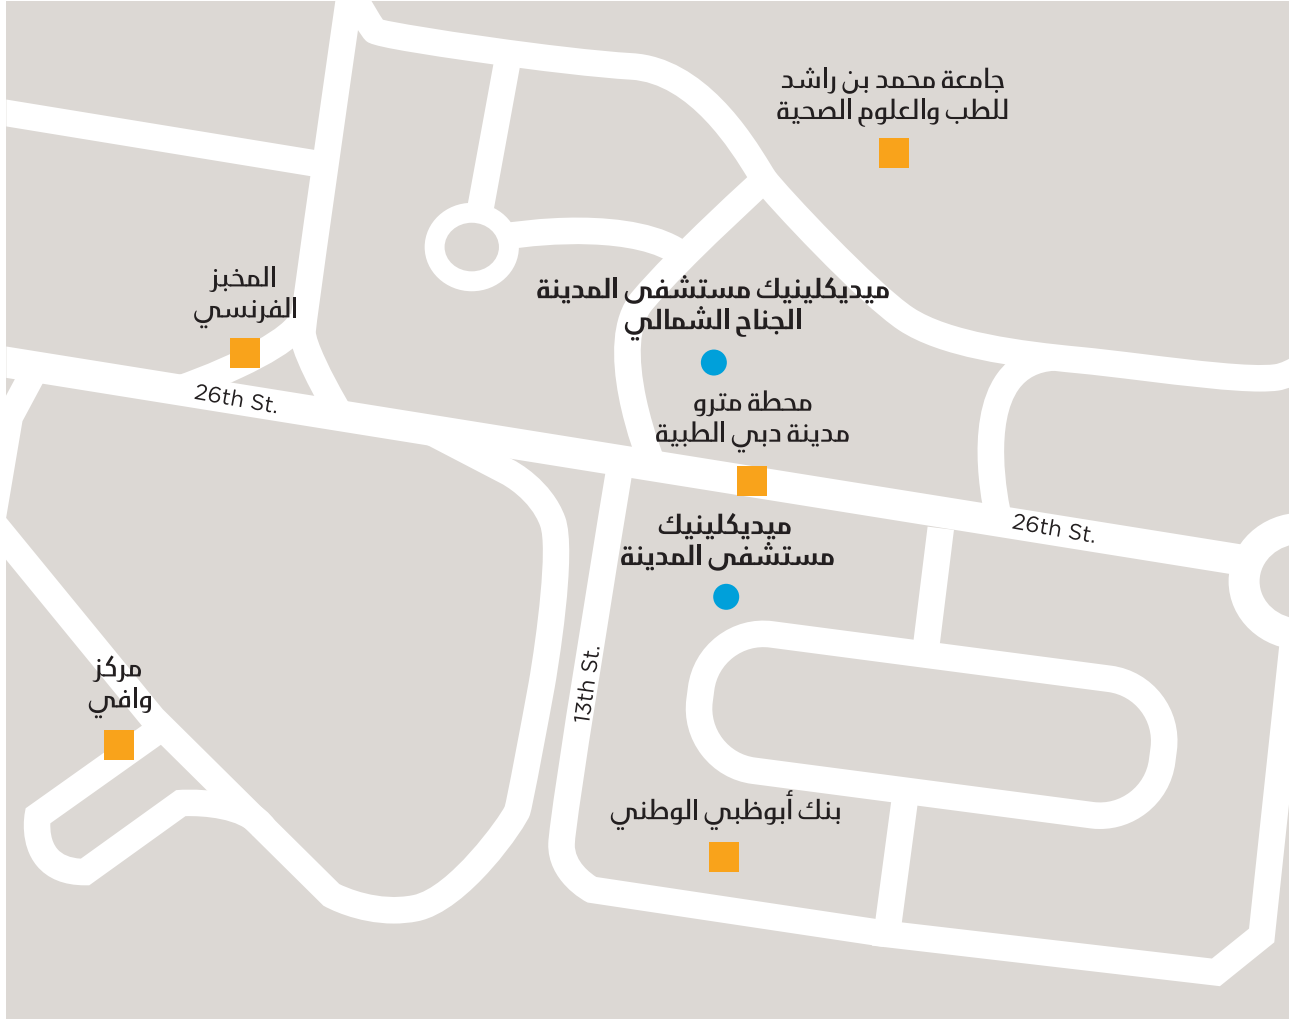 جامعة محمد بن راشد
للطب والعلوم الصحية
المخبز
الفرنسي
ميديكلينيك مستشفى المدينة
الجناح الشمالي
26th St.
محطة مترو
مدينة دبي الطبية
26th St.
ميديكلينيك
مستشفى المدينة
13th St.
مركز
وافي
بنك أبوظبي الوطني